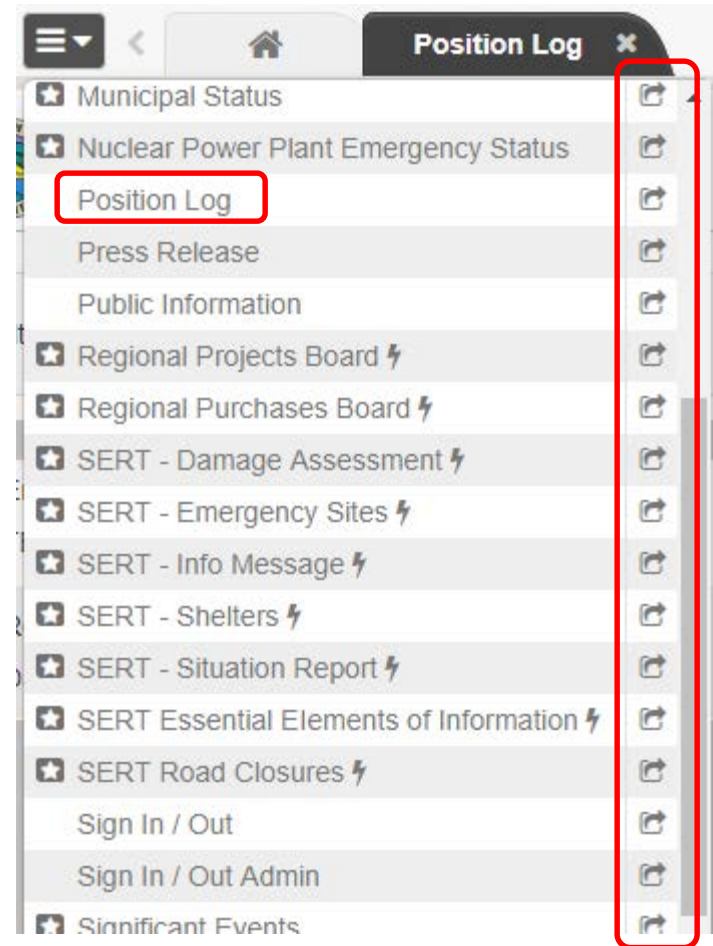 Position Log
Municipal Status
Nuclear Power Plant Emergency Status
Position Log
Press Release
Public Information
Regional Projects Board
Regional Purchases Board
SERT - Damage Assessment
SERT - Emergency Sites
SERT - Info Message
SERT - Shelters
SERT - Situation Report
SERT Essential Elements of Information
SERT Road Closures
Sign In / Out
Sign In / Out Admin
Significant Events